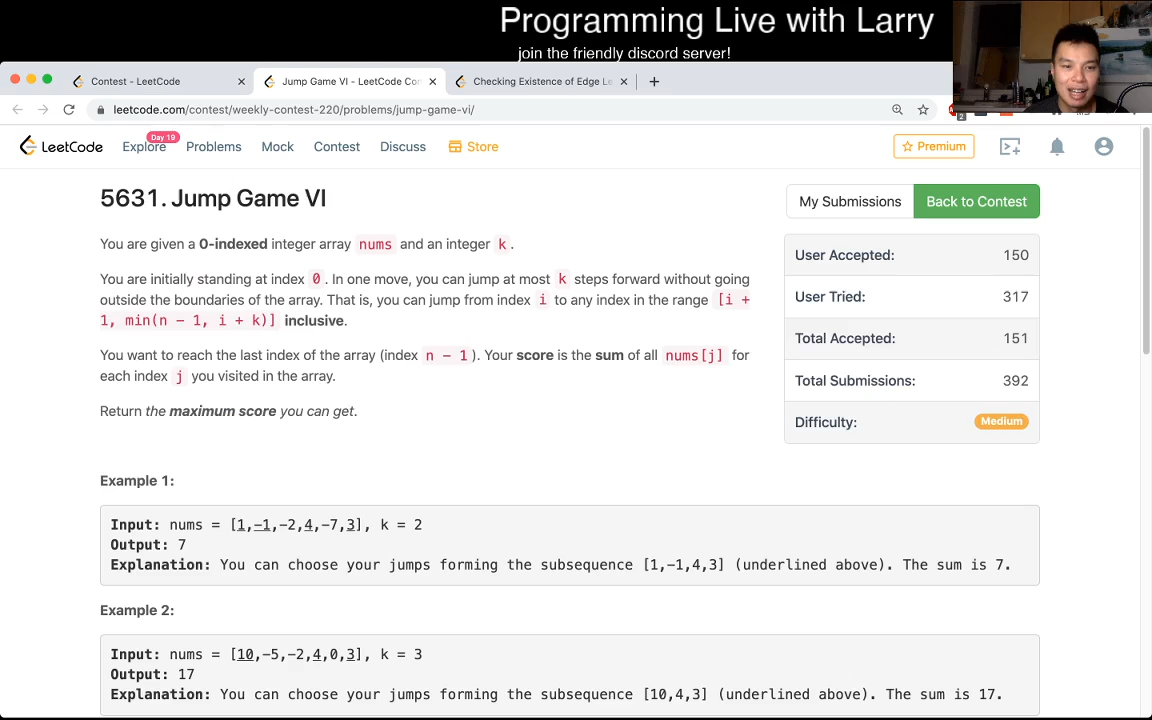 Programming Live with Larry
join the friendly discord server!
Contest - LeetCode
Jump Game VI - LeetCode Con
Checking Existence of Edge Le
leetcode.com/contest/weekly-contest-220/problems/jump-game-vi/
2
LeetCode
Explore
Day 19
Problems
Mock
Contest
Discuss
Store
Premium
5631. Jump Game VI
My Submissions
Back to Contest
You are given a 0-indexed integer array nums and an integer k.
You are initially standing at index 0. In one move, you can jump at most k steps forward without going
outside the boundaries of the array. That is, you can jump from index i to any index in the range [i +
1, min(n − 1, i + k)] inclusive.
You want to reach the last index of the array (index n − 1). Your score is the sum of all nums[j] for
each index j you visited in the array.
Return the maximum score you can get.
User Accepted: 150
User Tried: 317
Total Accepted: 151
Total Submissions: 392
Difficulty: Medium
Example 1:
Input: nums = [1,-1,-2,4,-7,3], k = 2
Output: 7
Explanation: You can choose your jumps forming the subsequence [1,-1,4,3] (underlined above). The sum is 7.
Example 2:
Input: nums = [10,-5,-2,4,0,3], k = 3
Output: 17
Explanation: You can choose your jumps forming the subsequence [10,4,3] (underlined above). The sum is 17.